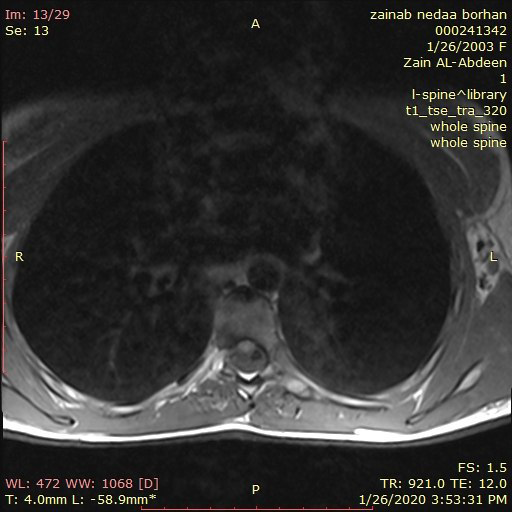 Im: 13/29
Se: 13
A
zainab nedaa borhan
000241342
1/26/2003 F
Zain AL-Abdeen
1
l-spine^library
t1_tse_tra_320
whole spine
whole spine
R
L
WL: 472 WW: 1068 [D]
T: 4.0mm L: -58.9mm*
P
FS: 1.5
TR: 921.0 TE: 12.0
1/26/2020 3:53:31 PM